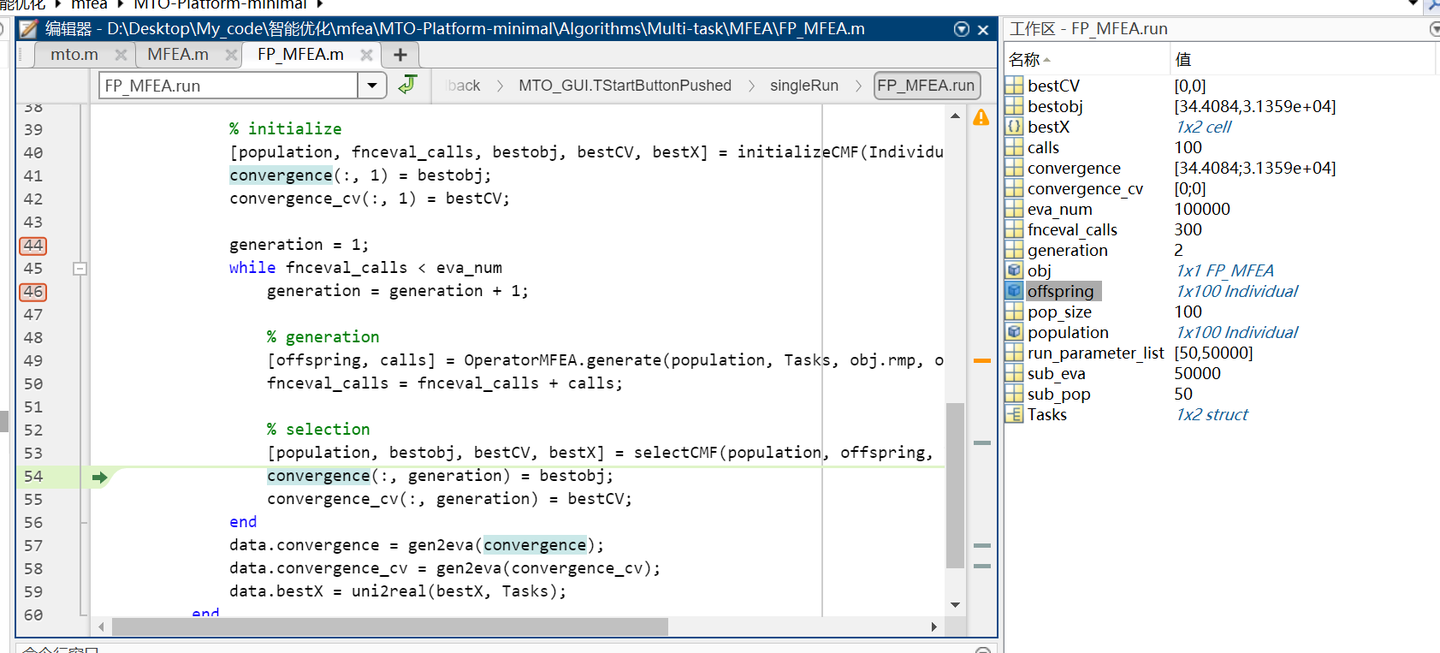 能优化 ▸ mfea ▸ MTO-Platform-minimal ▸
编辑器 - D:\Desktop\My_code\智能优化\mfea\MTO-Platform-minimal\Algorithms\Multi-task\MFEA\FP_MFEA.m
mto.m × MFEA.m × FP_MFEA.m × +
FP_MFEA.run
back > MTO_GUI.TStartButtonPushed > singleRun > FP_MFEA.run
38
39 % initialize
40 [population, fnceval_calls, bestobj, bestCV, bestX] = initializeCMF(Individu
41 convergence(:, 1) = bestobj;
42 convergence_cv(:, 1) = bestCV;
43
44 generation = 1;
45 while fnceval_calls < eva_num
46 generation = generation + 1;
47
48 % generation
49 [offspring, calls] = OperatorMFEA.generate(population, Tasks, obj.rmp, o
50 fnceval_calls = fnceval_calls + calls;
51
52 % selection
53 [population, bestobj, bestCV, bestX] = selectCMF(population, offspring,
54 convergence(:, generation) = bestobj;
55 convergence_cv(:, generation) = bestCV;
56 end
57 data.convergence = gen2eva(convergence);
58 data.convergence_cv = gen2eva(convergence_cv);
59 data.bestX = uni2real(bestX, Tasks);
60 end
命令行窗口
工作区 - FP_MFEA.run
名称 值
bestCV [0,0]
bestobj [34.4084,3.1359e+04]
bestX 1x2 cell
calls 100
convergence [34.4084;3.1359e+04]
convergence_cv [0;0]
eva_num 100000
fnceval_calls 300
generation 2
obj 1x1 FP_MFEA
offspring 1x100 Individual
pop_size 100
population 1x100 Individual
run_parameter_list [50,50000]
sub_eva 50000
sub_pop 50
Tasks 1x2 struct